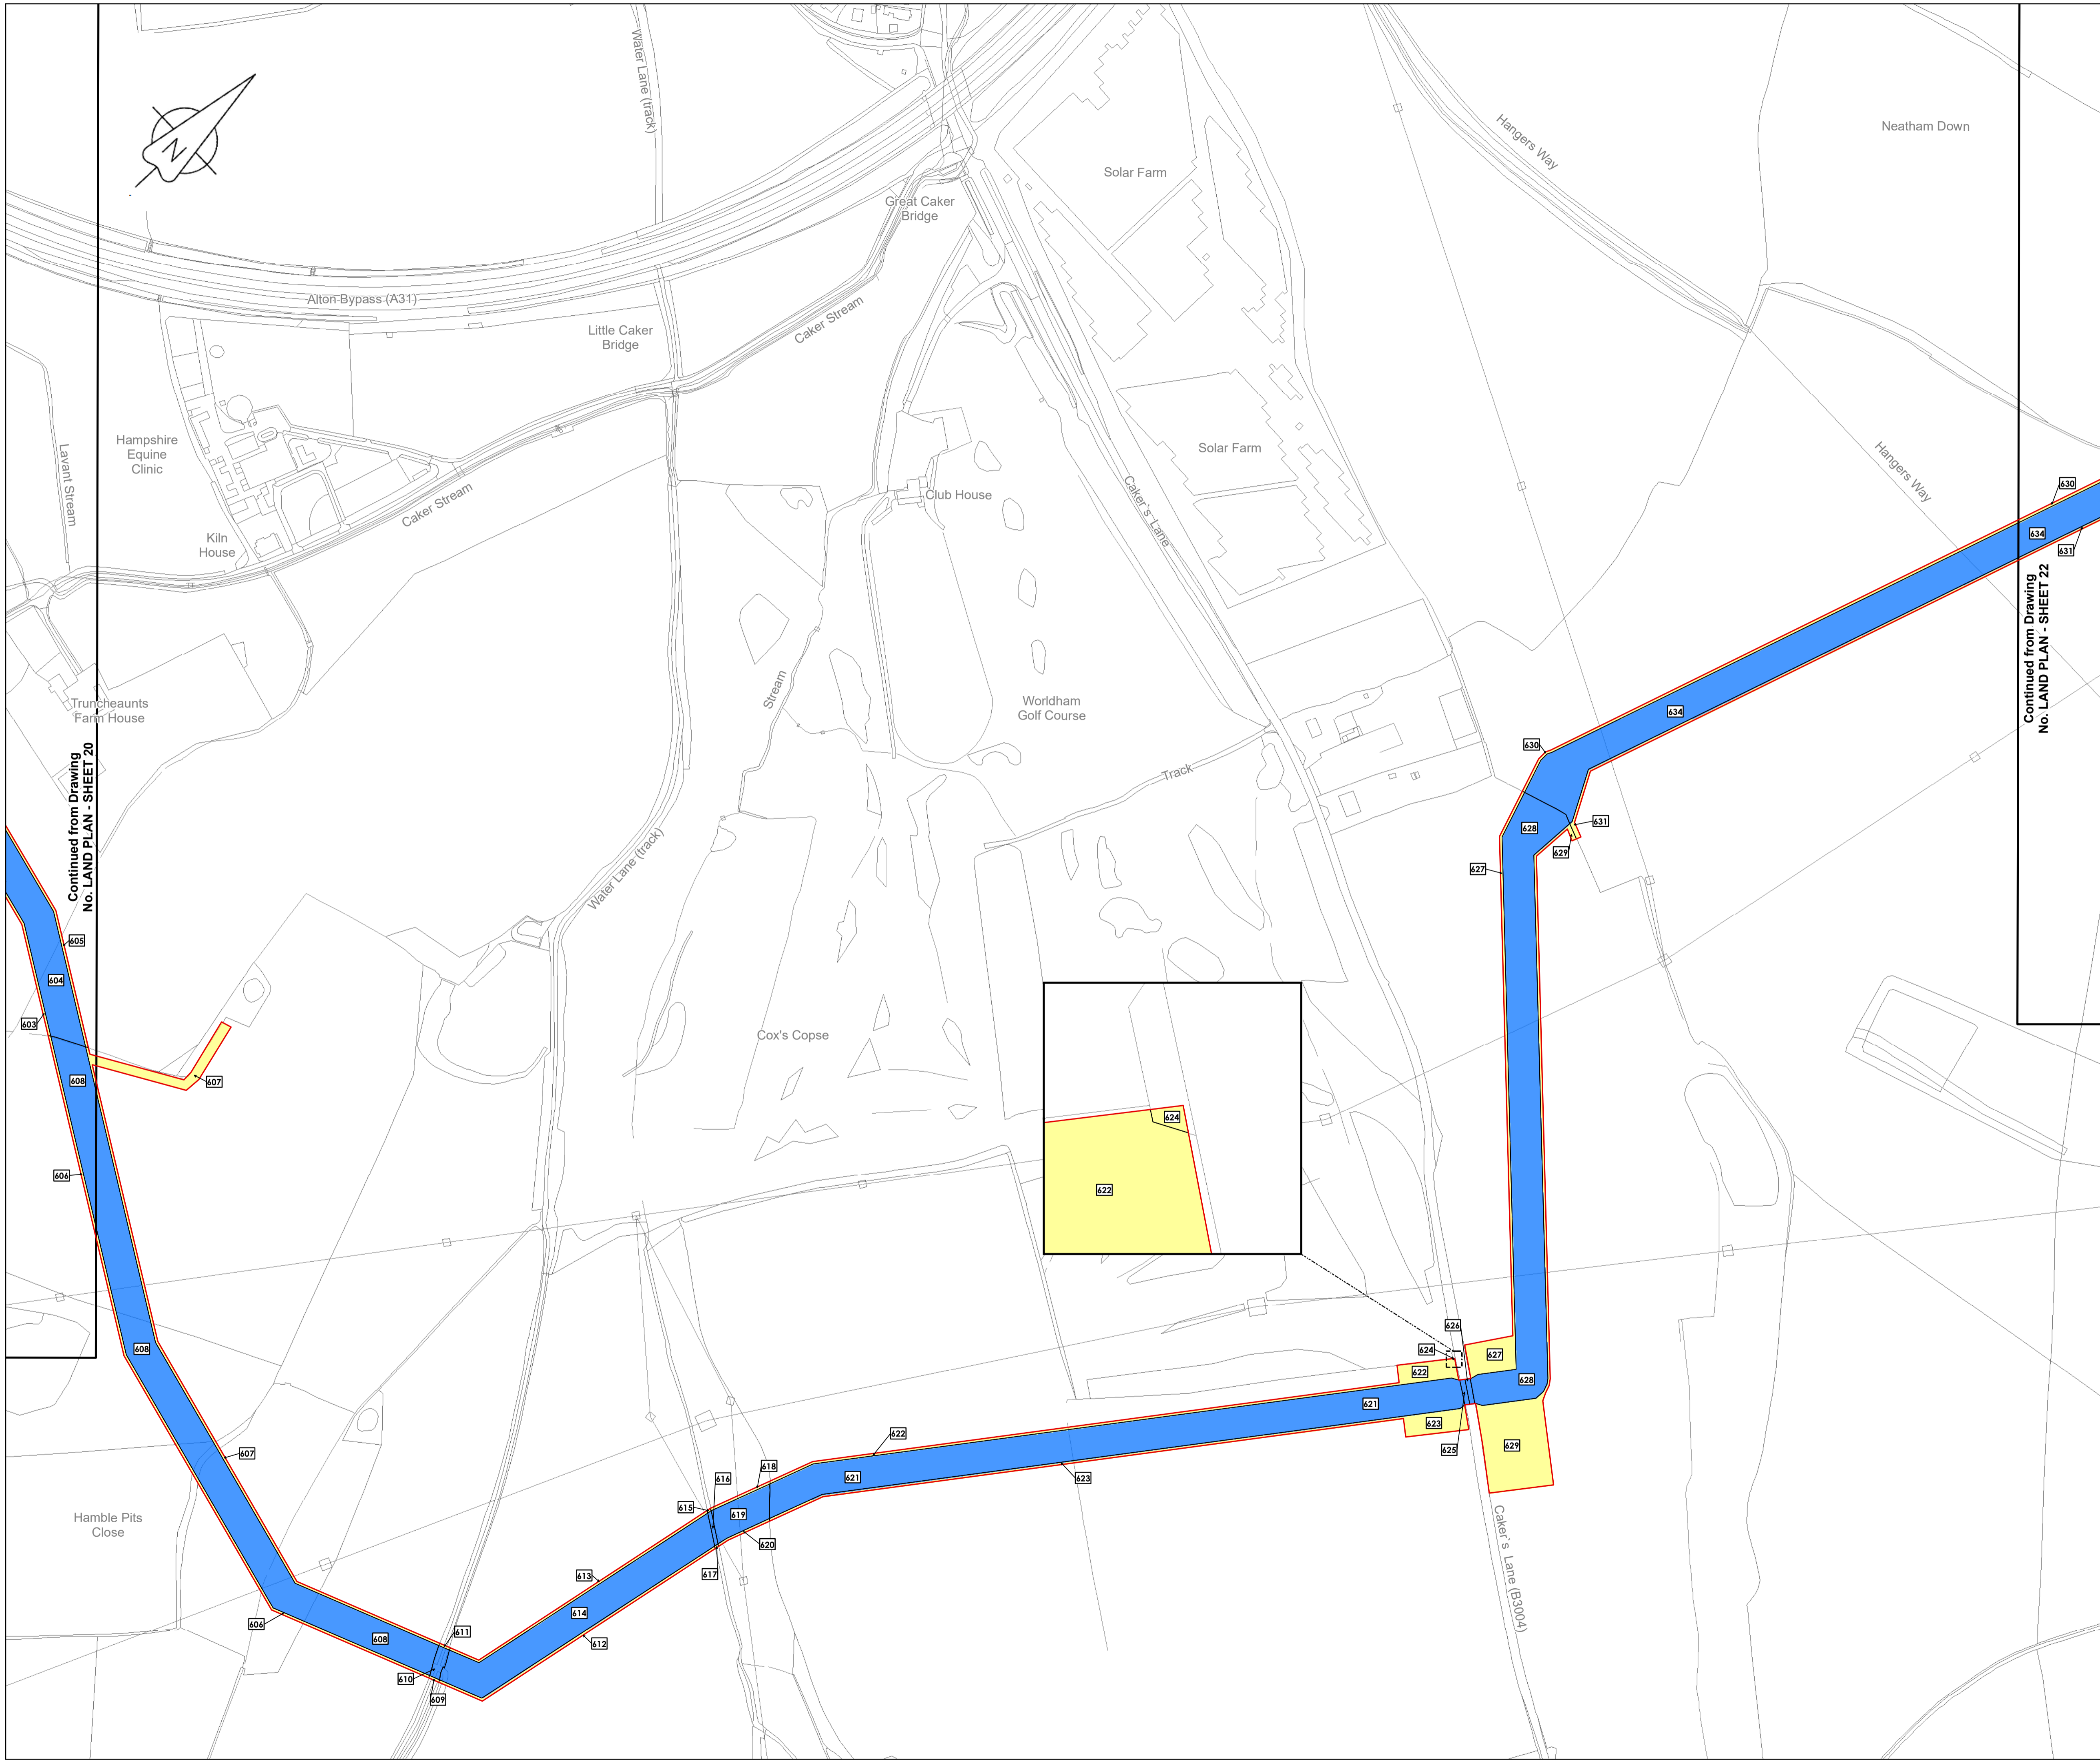 Water Lane (track)
Neatham Down
Hangers Way
N
Solar Farm
Great Caker
Bridge
Alton Bypass (A31)
Little Caker
Bridge
Caker Stream
Hampshire
Equine
Clinic
Lavant Stream
Solar Farm
Hangers Way
Caker Stream
Club House
Caker`s Lane
Kiln
House
630
634
631
Continued from Drawing
No. LAND PLAN - SHEET 22
Truncheaunts
Farm House
Stream
Worldham
Golf Course
634
630
Track
Continued from Drawing
No. LAND PLAN - SHEET 20
Water Lane (track)
628
631
629
627
605
604
603
Cox's Copse
608
607
624
622
606
626
624
627
608
622
628
621
623
625
629
622
607
618
621
616
623
615
619
620
Hamble Pits
Close
617
613
614
612
606
608
611
610
609
Caker`s Lane (B3004)